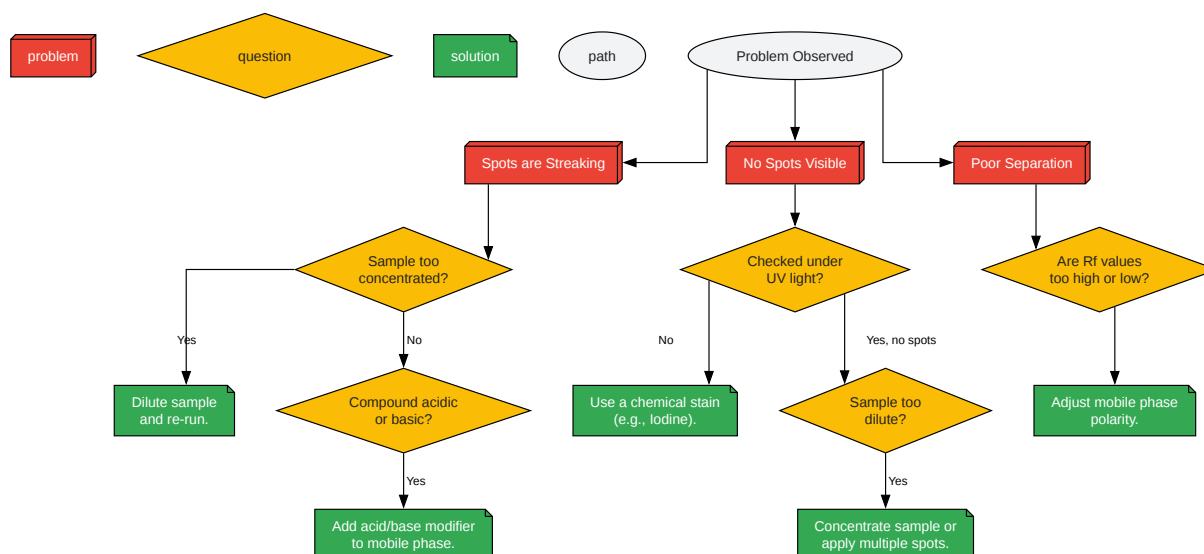 problem
question
solution
path
Problem Observed
Spots are Streaking
No Spots Visible
Poor Separation
Sample too
concentrated?
Checked under
UV light?
Are Rf values
too high or low?
Yes
No
No
Yes, no spots
Dilute sample
and re-run.
Compound acidic
or basic?
Use a chemical stain
(e.g., Iodine).
Sample too
dilute?
Adjust mobile phase
polarity.
Yes
Yes
Add acid/base modifier
to mobile phase.
Concentrate sample or
apply multiple spots.